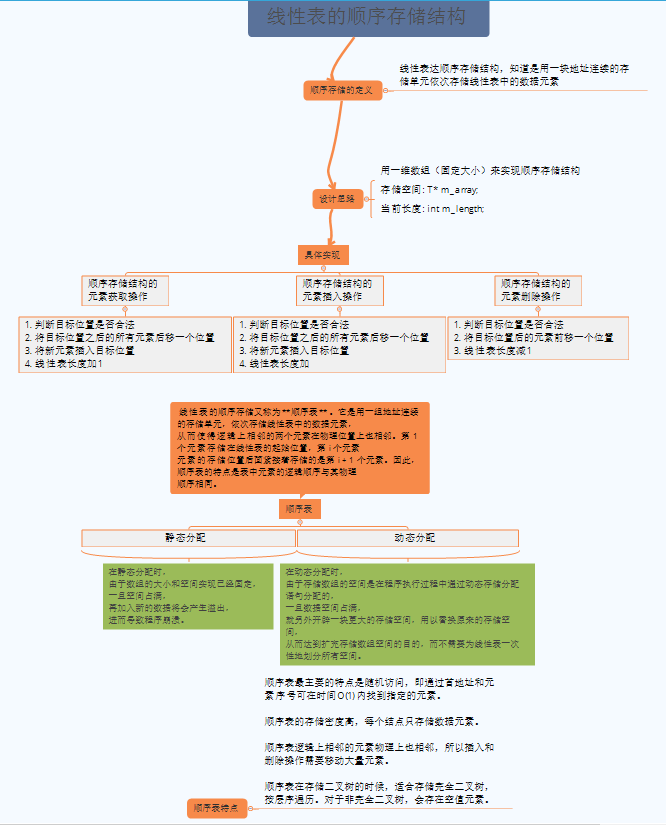 线性表的顺序存储结构
顺序存储的定义
线性表达顺序存储结构，知道是用一块地址连续的存
储单元依次存储线性表中的数据元素
设计思路
用一维数组（固定大小）来实现顺序存储结构
存储空间: T* m_array;
当前长度: int m_length;
具体实现
顺序存储结构的
元素获取操作
1. 判断目标位置是否合法
2. 将目标位置之后的所有元素后移一个位置
3. 将新元素插入目标位置
4. 线性表长度加1
顺序存储结构的
元素插入操作
1. 判断目标位置是否合法
2. 将目标位置之后的所有元素后移一个位置
3. 将新元素插入目标位置
4. 线性表长度加
顺序存储结构的
元素删除操作
1. 判断目标位置是否合法
2. 将目标位置后的元素前移一个位置
3. 线性表长度减1
线性表的顺序存储又称为**顺序表**。它是用一组地址连续
的存储单元，依次存储线性表中的数据元素，
从而使得逻辑上相邻的两个元素在物理位置上也相邻。第 1
个元素存储在线性表的起始位置，第 i 个元素
元素的存储位置后面紧接着存储的是第 i + 1 个元素。因此，
顺序表的特点是表中元素的逻辑顺序与其物理
顺序相同。
顺序表
静态分配
在静态分配时，
由于数组的大小和空间实现已经固定，
一旦空间占满，
再加入新的数据将会产生溢出，
进而导致程序崩溃。
动态分配
在动态分配时，
由于存储数组的空间是在程序执行过程中通过动态存储分配
语句分配的，
一旦数据空间占满，
就另外开辟一块更大的存储空间，用以替换原来的存储空
间，
从而达到扩充存储数组空间的目的，而不需要为线性表一次
性地划分所有空间。
顺序表特点
顺序表最主要的特点是随机访问，即通过首地址和元
素序号可在时间O(1) 内找到指定的元素。
顺序表的存储密度高，每个结点只存储数据元素。
顺序表逻辑上相邻的元素物理上也相邻，所以插入和
删除操作需要移动大量元素。
顺序表在存储二叉树的时候，适合存储完全二叉树，
按层序遍历。对于非完全二叉树，会存在空值元素。